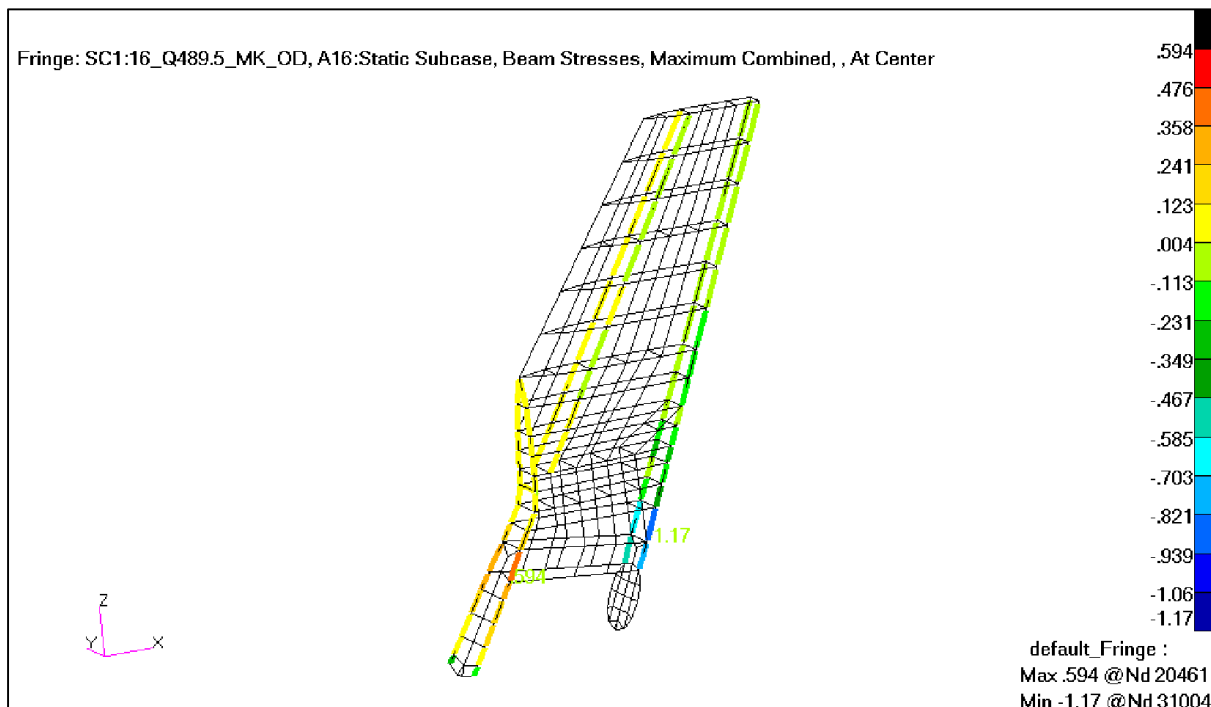 Fringe: SC1:16_Q489.5_MK_OD, A16:Static Subcase, Beam Stresses, Maximum Combined, , At Center
.594
.476
.358
.241
.123
.004
-.113
-.231
-.349
-.467
-.585
-.703
-.821
-.939
-1.06
-1.17
1.17
.594
Z
Y
X
default_Fringe :
Max .594 @Nd 20461
Min -1.17 @Nd 31004